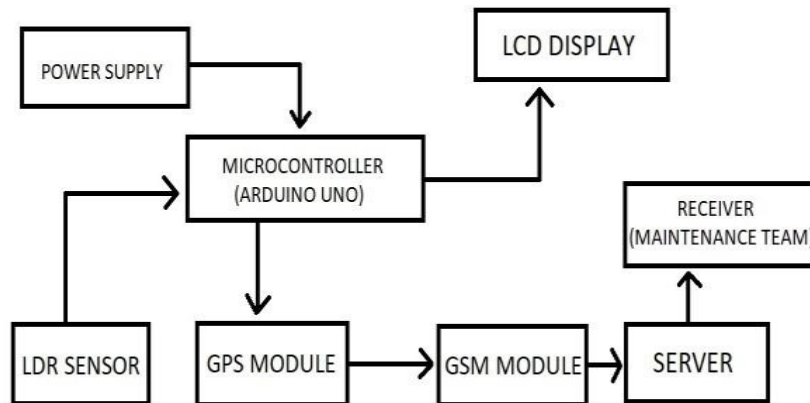 LCD DISPLAY
POWER SUPPLY
MICROCONTROLLER
(ARDUINO UNO)
RECEIVER
(MAINTENANCE TEAM)
LDR SENSOR
GPS MODULE
GSM MODULE
SERVER